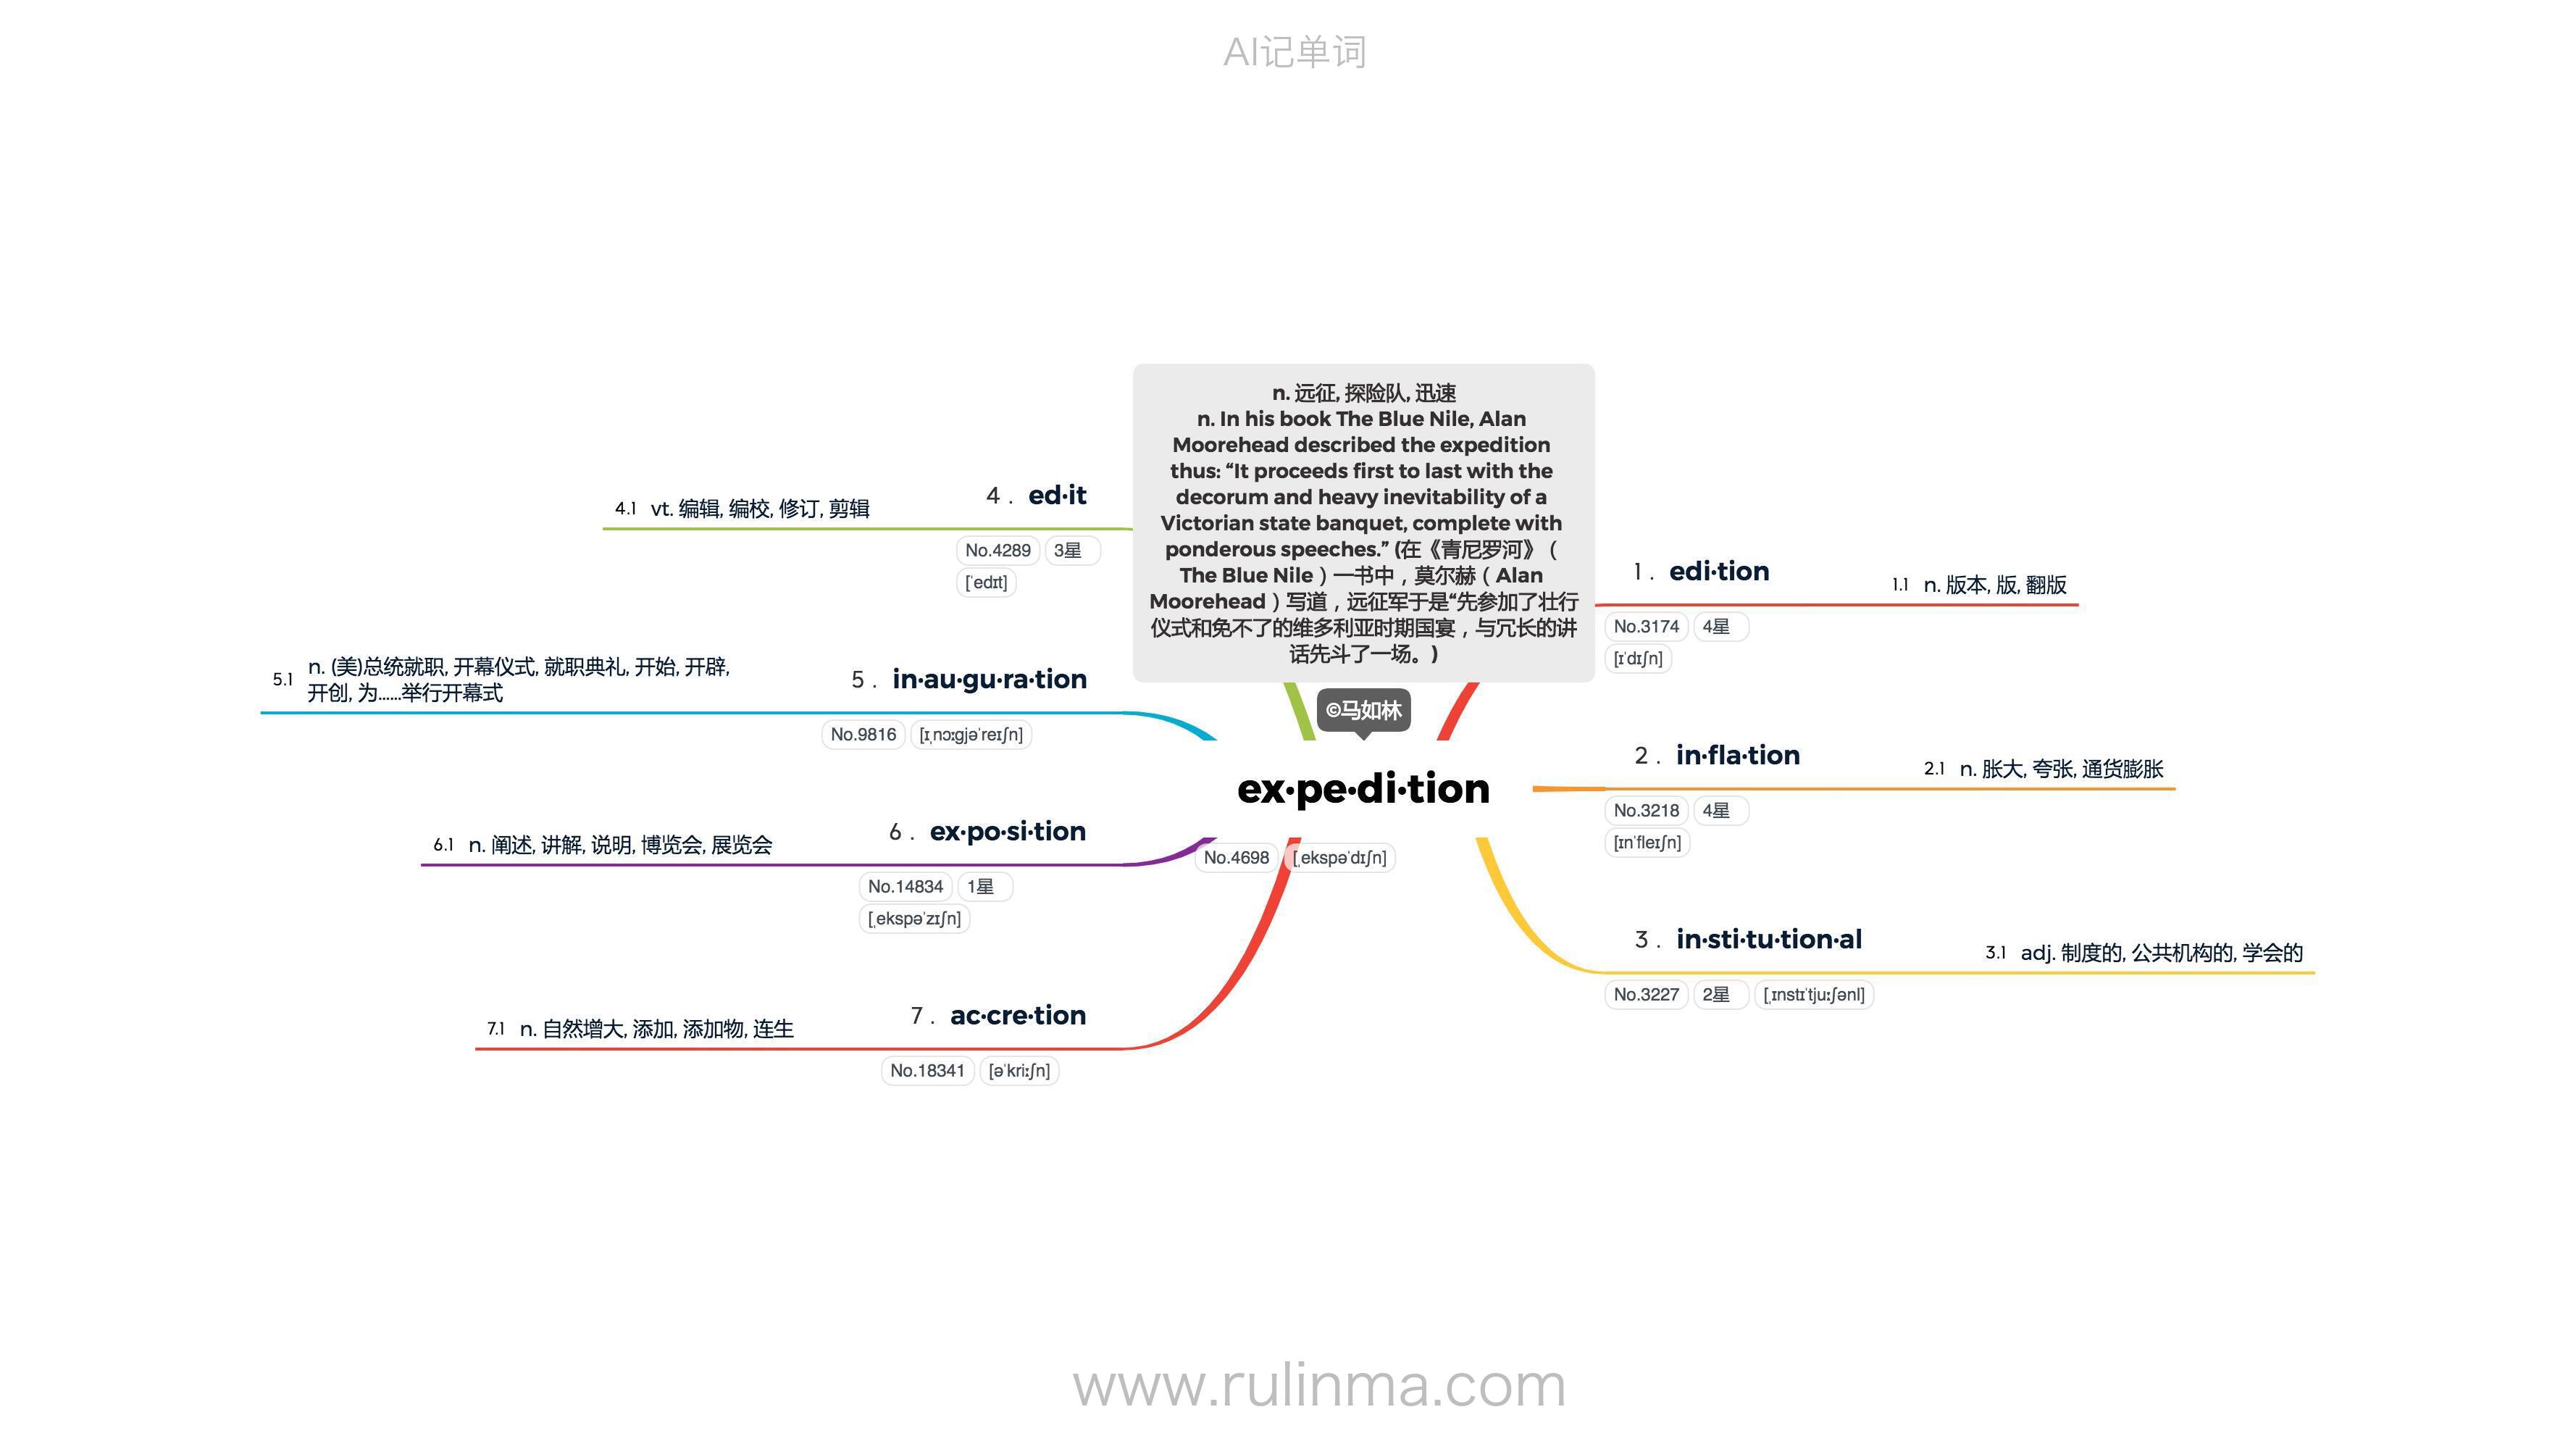 AI记单词
n. 远征, 探险队, 迅速
n. In his book The Blue Nile, Alan
Moorehead described the expedition
thus: “It proceeds first to last with the
decorum and heavy inevitability of a
Victorian state banquet, complete with
ponderous speeches.” (在《青尼罗河》（
The Blue Nile）一书中，莫尔赫（Alan
Moorehead）写道，远征军于是“先参加了壮行
仪式和免不了的维多利亚时期国宴，与冗长的讲
话先斗了一场。)
©马如林
ex·pe·di·tion
No.4698 [ˌekspəˈdɪʃn]
1. edi·tion
No.3174 4星
[ɪˈdɪʃn]
1.1 n. 版本, 版, 翻版
2. in·fla·tion
No.3218 4星
[ɪnˈfleɪʃn]
2.1 n. 胀大, 夸张, 通货膨胀
3. in·sti·tu·tion·al
No.3227 2星 [ˌɪnstɪˈtjuːʃənl]
3.1 adj. 制度的, 公共机构的, 学会的
4. ed·it
No.4289 3星
[ˈedɪt]
4.1 vt. 编辑, 编校, 修订, 剪辑
5. in·au·gu·ra·tion
No.9816 [ɪˌnɔːɡjəˈreɪʃn]
5.1 n. (美)总统就职, 开幕仪式, 就职典礼, 开始, 开辟,
开创, 为……举行开幕式
6. ex·po·si·tion
No.14834 1星
[ˌekspəˈzɪʃn]
6.1 n. 阐述, 讲解, 说明, 博览会, 展览会
7. ac·cre·tion
No.18341 [əˈkriːʃn]
7.1 n. 自然增大, 添加, 添加物, 连生
www.rulinma.com